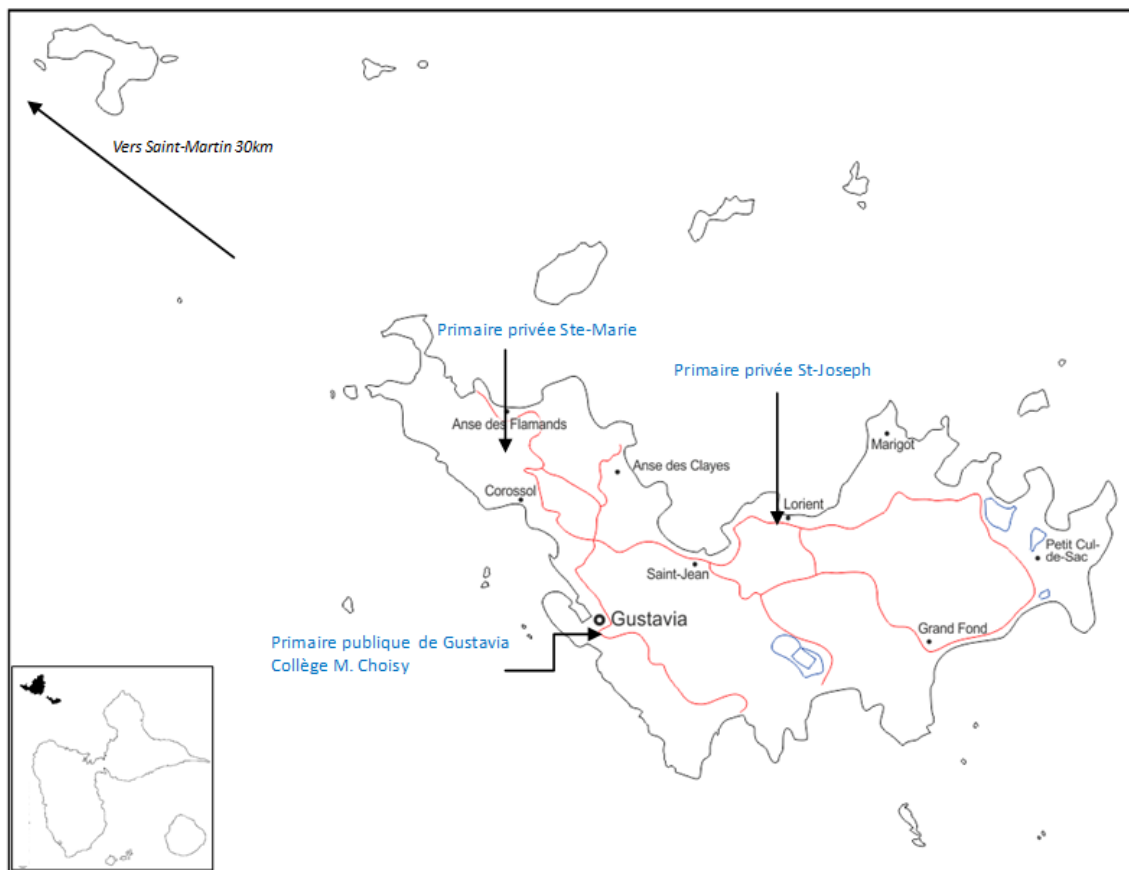 Vers Saint-Martin 30km
Primaire privée Ste-Marie
Primaire privée St-Joseph
Anse des Flamands
Marigot
Anse des Clayes
Corossol
Lorient
Petit Cul-
de-Sac
Saint-Jean
Gustavia
Grand Fond
Primaire publique de Gustavia
Collège M. Choisy